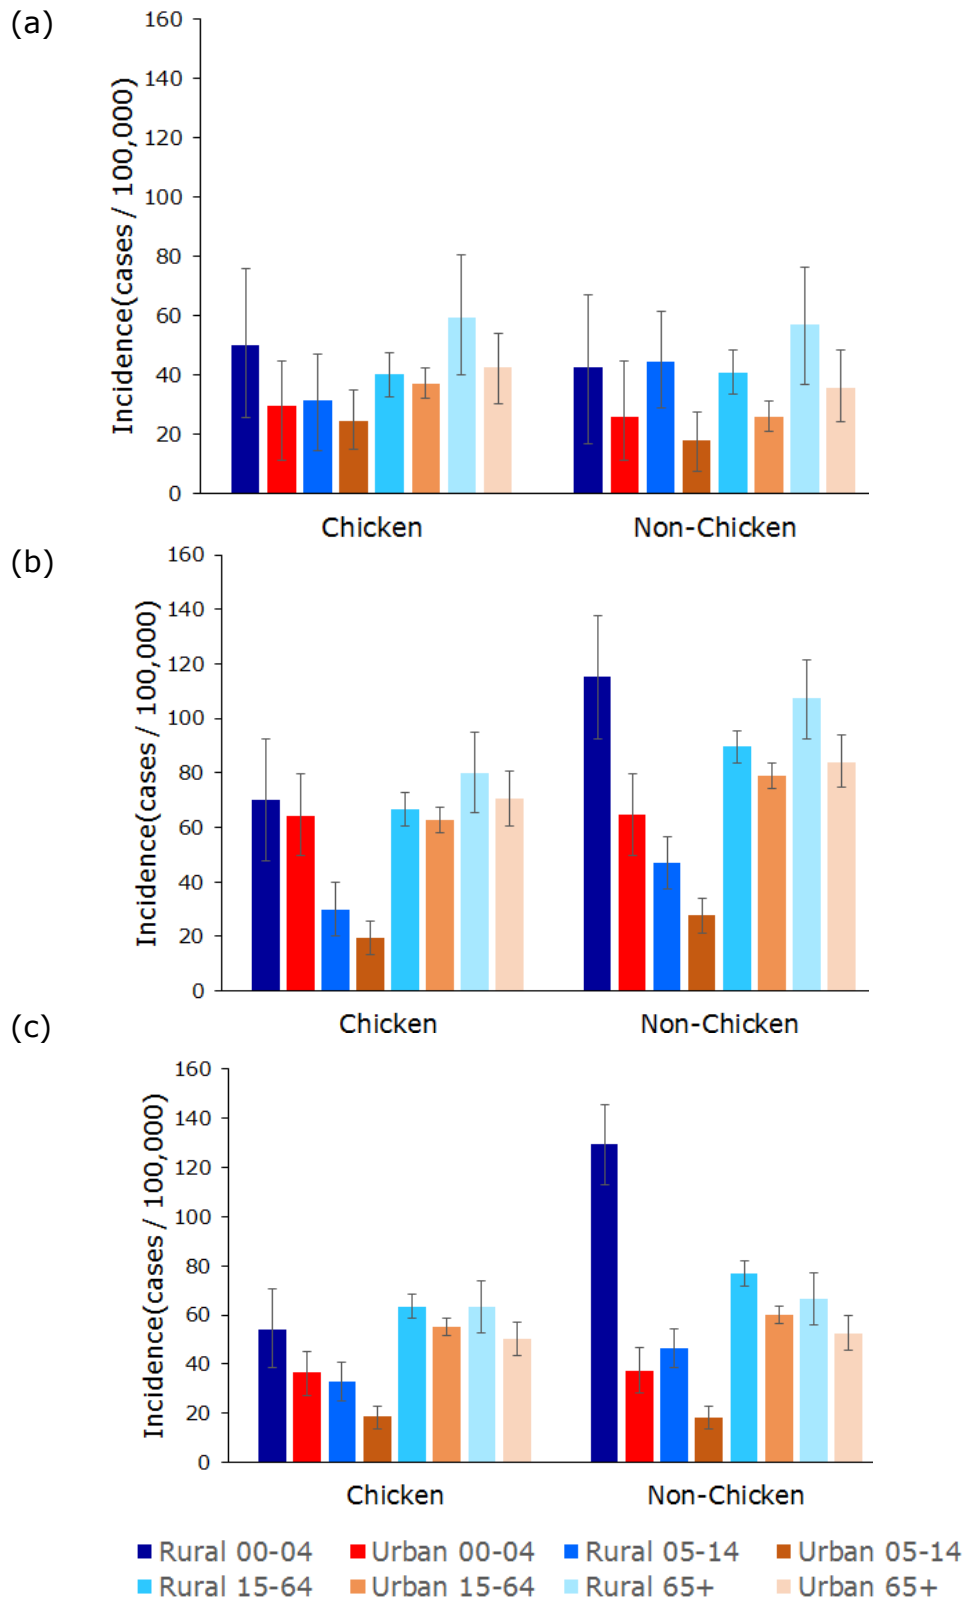 (a)
Incidence(cases / 100,000)
160
140
120
100
80
60
40
20
0
Chicken Non-Chicken
(b)
Incidence(cases / 100,000)
160
140
120
100
80
60
40
20
0
Chicken Non-Chicken
(c)
Incidence(cases / 100,000)
160
140
120
100
80
60
40
20
0
Chicken Non-Chicken
Rural 00-04 Urban 00-04 Rural 05-14 Urban 05-14
Rural 15-64 Urban 15-64 Rural 65+ Urban 65+